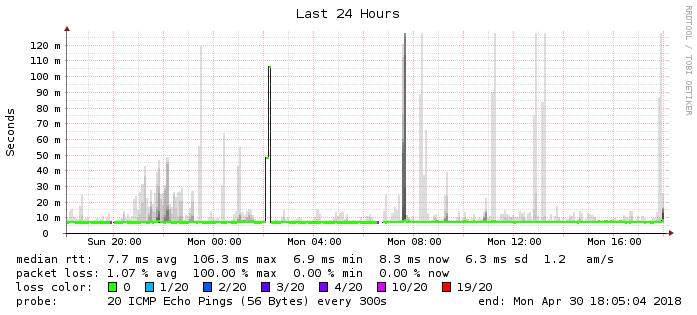 Last 24 Hours
RRDTOOL / TOBI OETIKER
Seconds
120 m
110 m
100 m
90 m
80 m
70 m
60 m
50 m
40 m
30 m
20 m
10 m
0
Sun 20:00 Mon 00:00 Mon 04:00 Mon 08:00 Mon 12:00 Mon 16:00
median rtt: 7.7 ms avg 106.3 ms max 6.9 ms min 8.3 ms now 6.3 ms sd 1.2 am/s
packet loss: 1.07 % avg 100.00 % max 0.00 % min 0.00 % now
loss color: 0 1/20 2/20 3/20 4/20 10/20 19/20
probe: 20 ICMP Echo Pings (56 Bytes) every 300s end: Mon Apr 30 18:05:04 2018